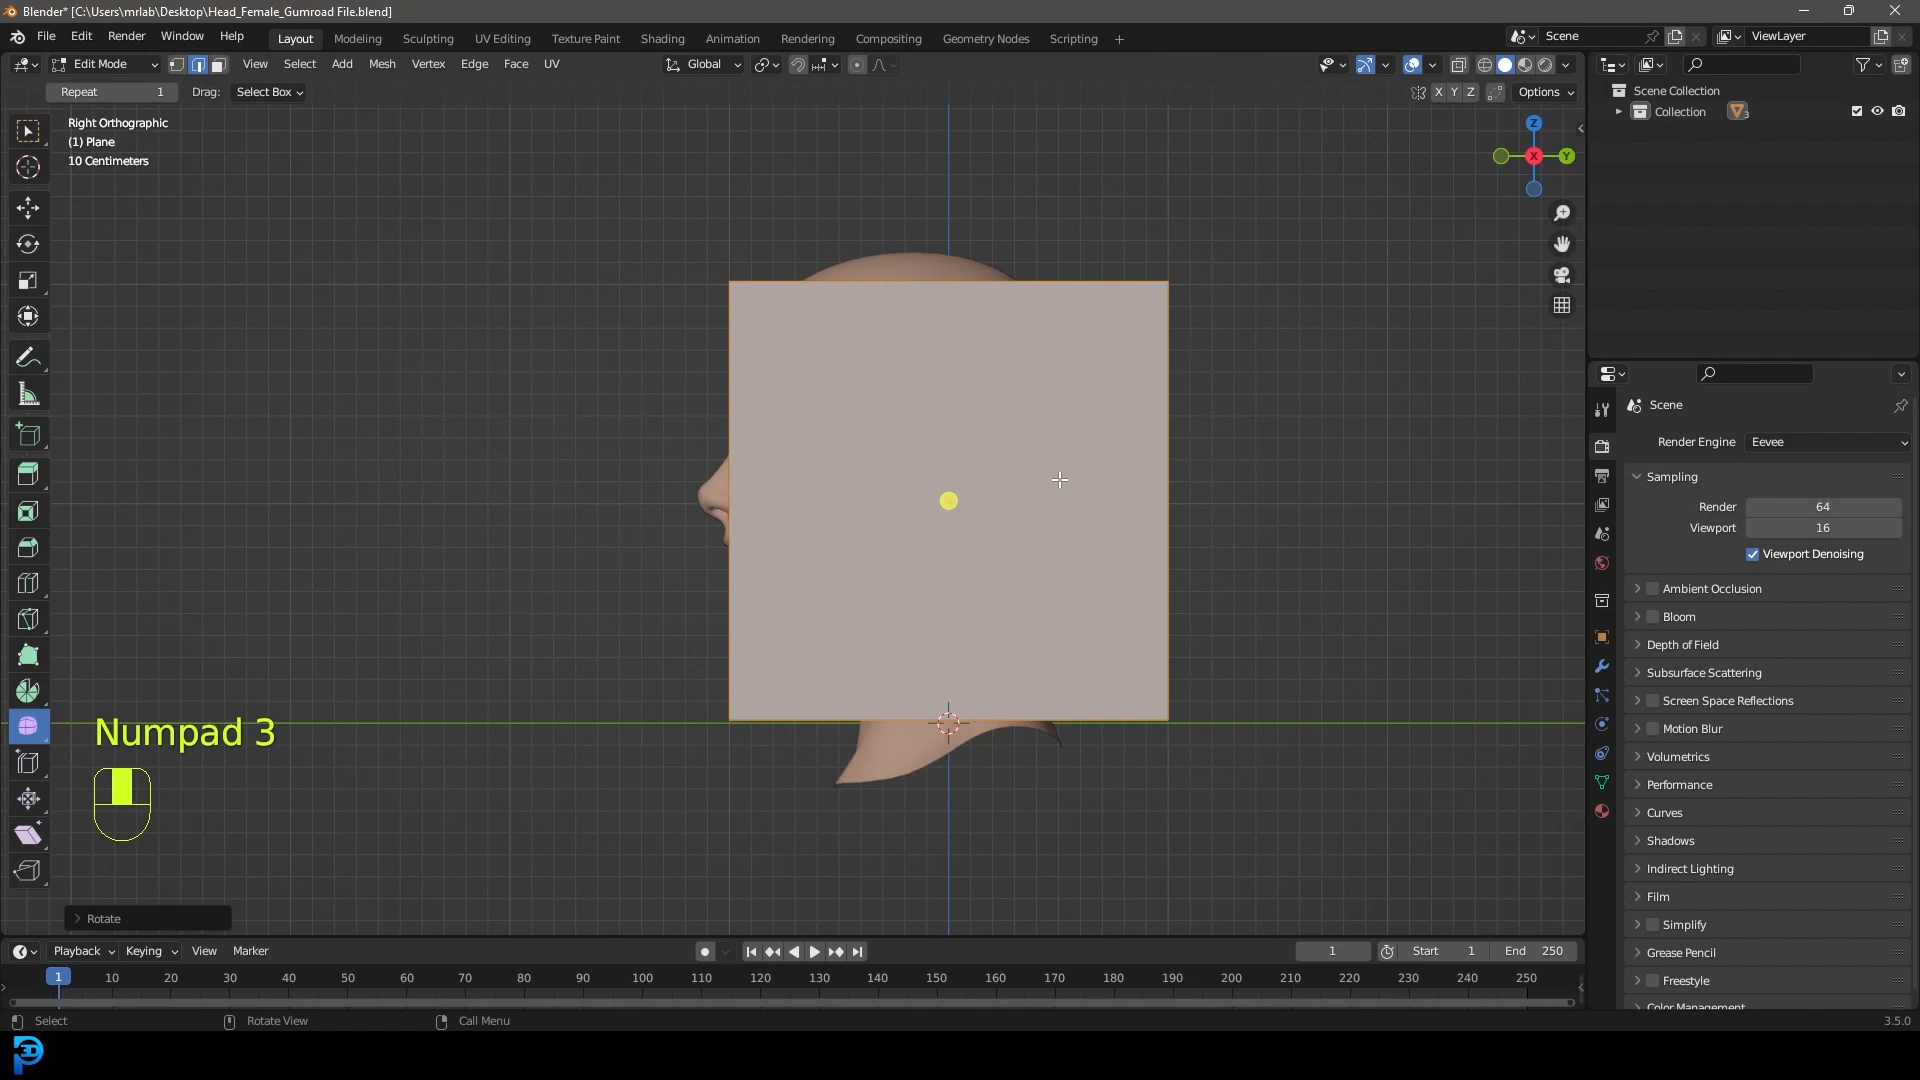 Blender* [C:\Users\mrlab\Desktop\Head_Female_Gumroad File.blend]
File Edit Render Window Help Layout Modeling Sculpting UV Editing Texture Paint Shading Animation Rendering Compositing Geometry Nodes Scripting + Scene ViewLayer
Edit Mode View Select Add Mesh Vertex Edge Face UV Global
Repeat 1 Drag: Select Box X Y Z Options
Right Orthographic
(1) Plane
10 Centimeters
Z
X
Y
Scene Collection
Collection 3
Scene
Render Engine Eevee
Sampling
Render 64
Viewport 16
Viewport Denoising
Ambient Occlusion
Bloom
Depth of Field
Subsurface Scattering
Screen Space Reflections
Motion Blur
Volumetrics
Performance
Curves
Shadows
Indirect Lighting
Film
Simplify
Grease Pencil
Freestyle
Color Management
Numpad 3
Rotate
Playback Keying View Marker 1 Start 1 End 250
1 10 20 30 40 50 60 70 80 90 100 110 120 130 140 150 160 170 180 190 200 210 220 230 240 250
Select Rotate View Call Menu 3.5.0
3D